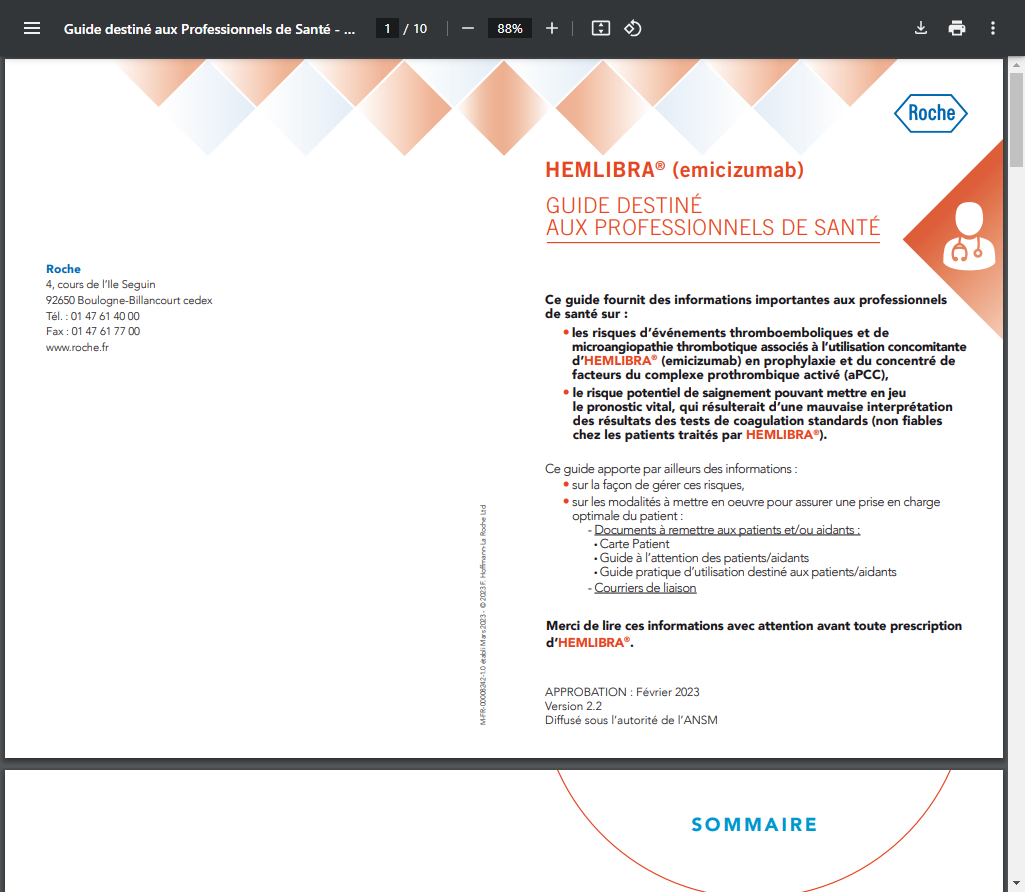 Guide destiné aux Professionnels de Santé - ...
1 / 10
88%
Roche
HEMLIBRA® (emicizumab)
GUIDE DESTINÉ
AUX PROFESSIONNELS DE SANTÉ
Roche
4, cours de l'Ile Seguin
92650 Boulogne-Billancourt cedex
Tél. : 01 47 61 40 00
Fax : 01 47 61 77 00
www.roche.fr
Ce guide fournit des informations importantes aux professionnels
de santé sur :
• les risques d'événements thromboemboliques et de
microangiopathie thrombotique associés à l'utilisation concomitante
d'HEMLIBRA® (emicizumab) en prophylaxie et du concentré de
facteurs du complexe prothrombique activé (aPCC),
• le risque potentiel de saignement pouvant mettre en jeu
le pronostic vital, qui résulterait d'une mauvaise interprétation
des résultats des tests de coagulation standards (non fiables
chez les patients traités par HEMLIBRA®).
Ce guide apporte par ailleurs des informations :
• sur la façon de gérer ces risques,
• sur les modalités à mettre en oeuvre pour assurer une prise en charge
optimale du patient :
- Documents à remettre aux patients et/ou aidants :
• Carte Patient
• Guide à l'attention des patients/aidants
• Guide pratique d'utilisation destiné aux patients/aidants
- Courriers de liaison
Merci de lire ces informations avec attention avant toute prescription
d'HEMLIBRA®.
APPROBATION : Février 2023
Version 2.2
Diffusé sous l'autorité de l'ANSM
M-FR-00008242-1.0 établi Mars 2023 - © 2023 F. Hoffmann-La Roche Ltd
SOMMAIRE